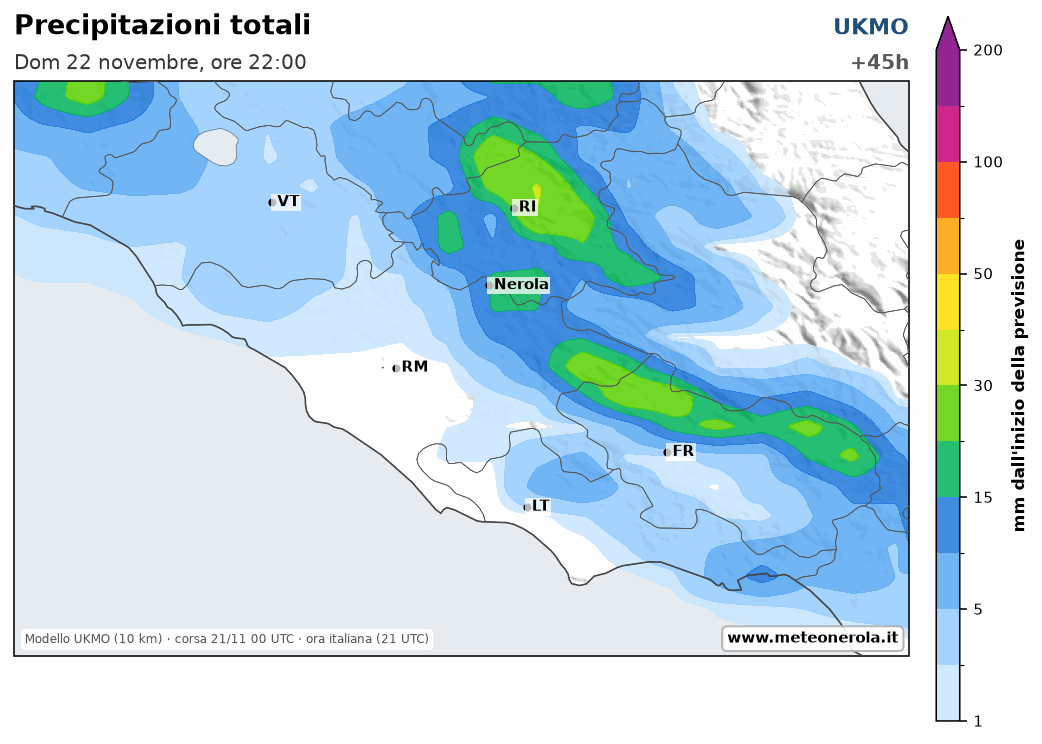 Precipitazioni totali
UKMO
Dom 22 novembre, ore 22:00
+45h
200
100
50
30
15
5
1
mm dall'inizio della previsione
VT
RI
Nerola
RM
FR
LT
Modello UKMO (10 km) · corsa 21/11 00 UTC · ora italiana (21 UTC)
www.meteonerola.it